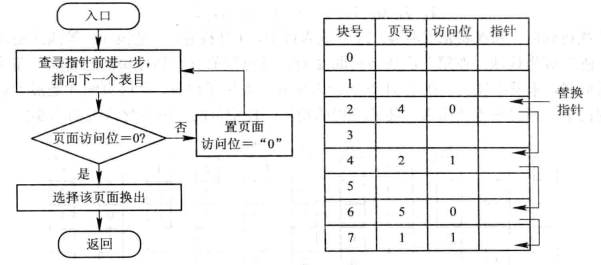 入口
查寻指针前进一步，
指向下一个表目
页面访问位=0?
否
置页面
访问位=“0”
是
选择该页面换出
返回
块号 页号 访问位 指针
0
1
2 4 0
3
4 2 1
5
6 5 0
7 1 1
替换
指针